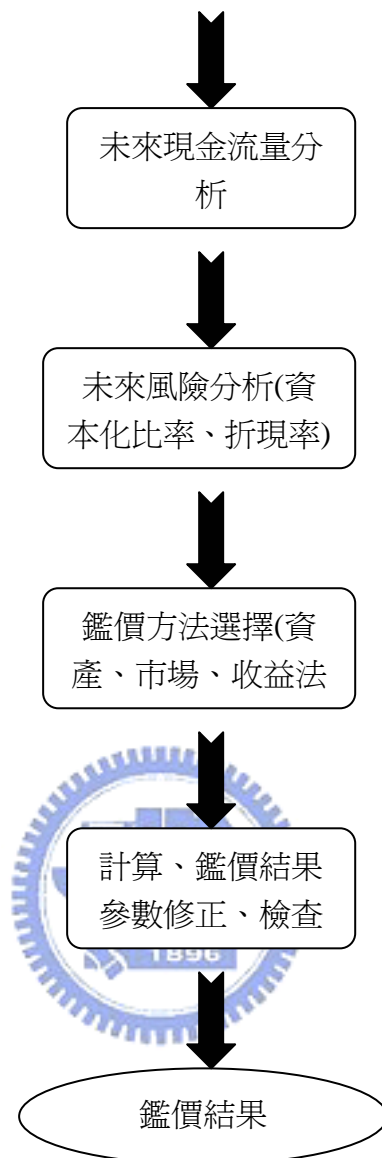 未來現金流量分
析
未來風險分析(資
本化比率、折現率)
鑑價方法選擇(資
產、市場、收益法
計算、鑑價結果
參數修正、檢查
1896
鑑價結果